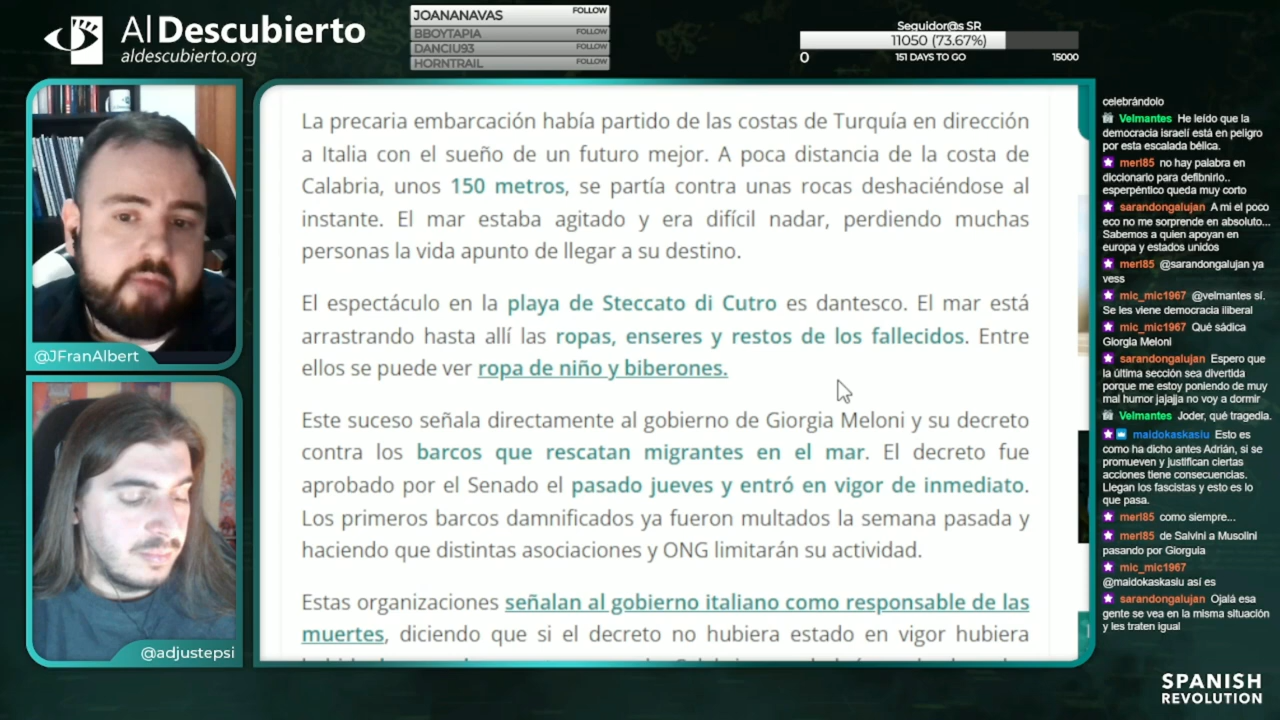 Al Descubierto
aldescubierto.org
JOANANAVAS FOLLOW
BBOYTAPIA FOLLOW
DANCIU93 FOLLOW
HORNTRAIL FOLLOW
Seguidor@s SR
11050 (73.67%)
0 151 DAYS TO GO 15000
@JFranAlbert
@adjustepsi
La precaria embarcación había partido de las costas de Turquía en dirección
a Italia con el sueño de un futuro mejor. A poca distancia de la costa de
Calabria, unos 150 metros, se partía contra unas rocas deshaciéndose al
instante. El mar estaba agitado y era difícil nadar, perdiendo muchas
personas la vida apunto de llegar a su destino.
El espectáculo en la playa de Steccato di Cutro es dantesco. El mar está
arrastrando hasta allí las ropas, enseres y restos de los fallecidos. Entre
ellos se puede ver ropa de niño y biberones.
Este suceso señala directamente al gobierno de Giorgia Meloni y su decreto
contra los barcos que rescatan migrantes en el mar. El decreto fue
aprobado por el Senado el pasado jueves y entró en vigor de inmediato.
Los primeros barcos damnificados ya fueron multados la semana pasada y
haciendo que distintas asociaciones y ONG limitarán su actividad.
Estas organizaciones señalan al gobierno italiano como responsable de las
muertes, diciendo que si el decreto no hubiera estado en vigor hubiera
celebrándolo
Velmantes He leído que la
democracia israelí está en peligro
por esta escalada bélica.
merl85 no hay palabra en
diccionario para defibnirlo..
esperpéntico queda muy corto
sarandongalujan A mi el poco
eco no me sorprende en absoluto...
Sabemos a quien apoyan en
europa y estados unidos
merl85 @sarandongalujan ya
vess
mic_mic1967 @velmantes sí.
Se les viene democracia iliberal
mic_mic1967 Qué sádica
Giorgia Meloni
sarandongalujan Espero que
la última sección sea divertida
porque me estoy poniendo de muy
mal humor jajajja no voy a dormir
Velmantes Joder, qué tragedia.
maidokaskasiu Esto es
como ha dicho antes Adrián, si se
promueven y justifican ciertas
acciones tiene consecuencias.
Llegan los fascistas y esto es lo
que pasa.
merl85 como siempre...
merl85 de Salvini a Musolini
pasando por Giorguia
mic_mic1967
@maidokaskasiu así es
sarandongalujan Ojalá esa
gente se vea en la misma situación
y les traten igual
SPANISH
REVOLUTION